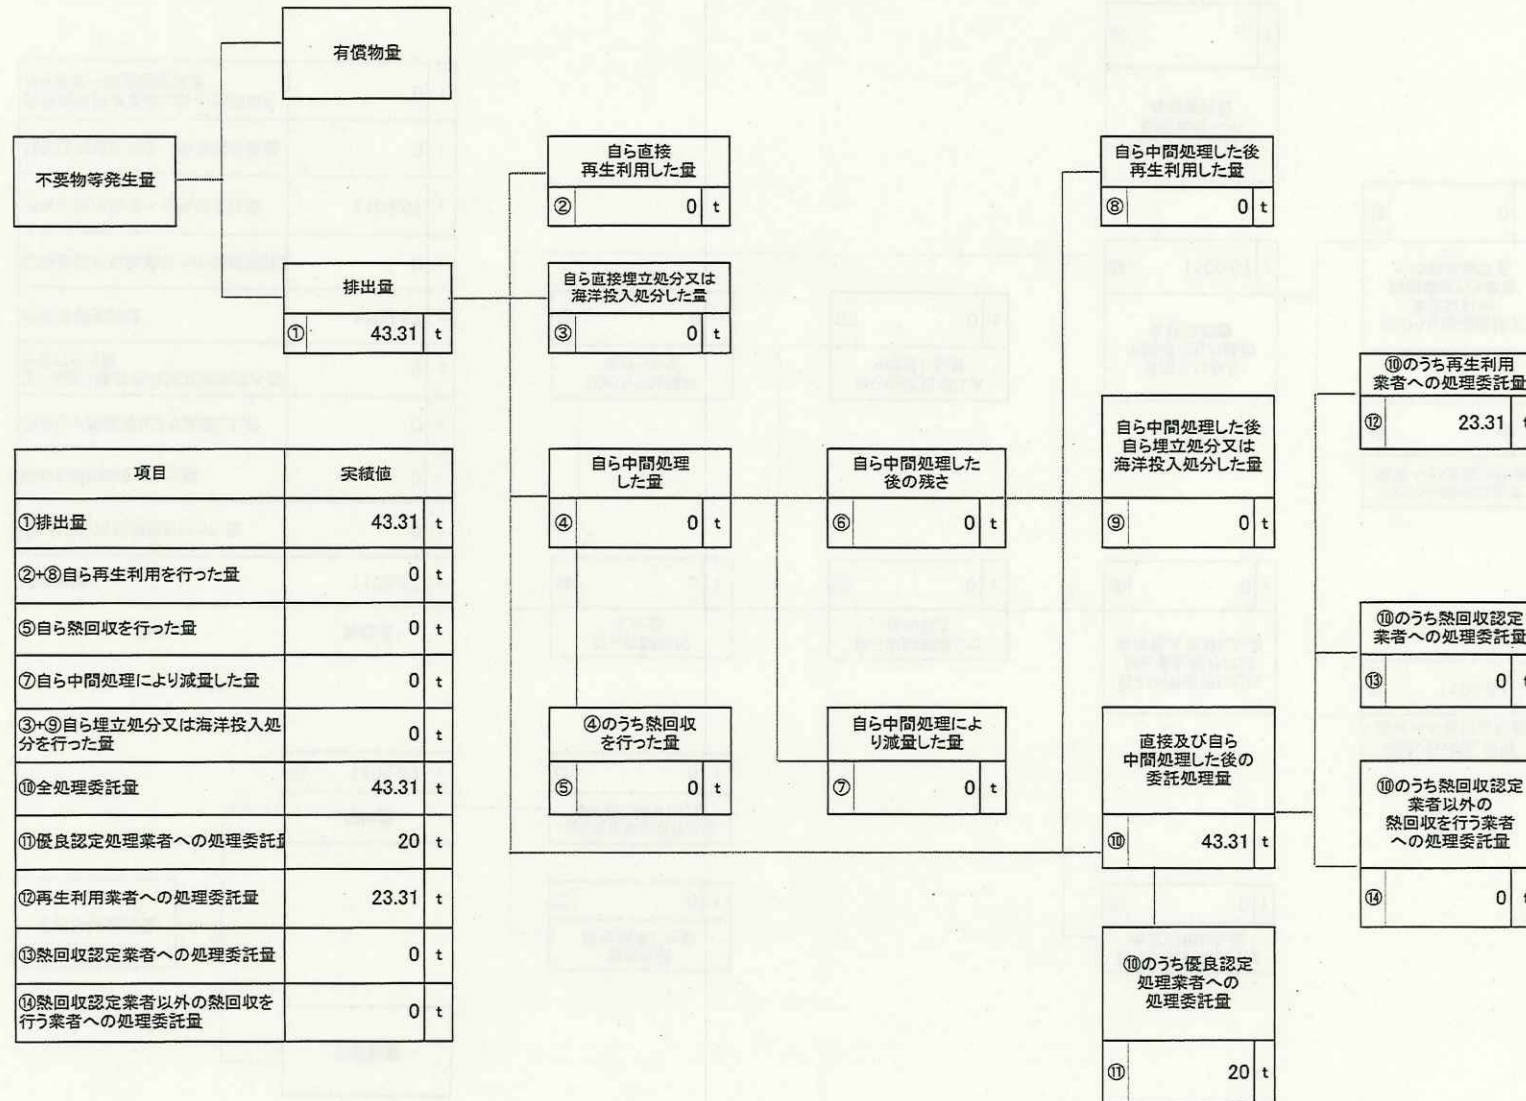 有償物量
不要物等発生量
排出量
① 43.31 t
自ら直接
再生利用した量
② 0 t
自ら直接埋立処分又は
海洋投入処分した量
③ 0 t
自ら中間処理
した量
④ 0 t
④のうち熱回収
を行った量
⑤ 0 t
自ら中間処理した
後の残さ
⑥ 0 t
自ら中間処理によ
り減量した量
⑦ 0 t
自ら中間処理した後
再生利用した量
⑧ 0 t
自ら中間処理した後
自ら埋立処分又は
海洋投入処分した量
⑨ 0 t
直接及び自ら
中間処理した後の
委託処理量
⑩ 43.31 t
⑩のうち優良認定
処理業者への
処理委託量
⑪ 20 t
⑩のうち再生利用
業者への処理委託量
⑫ 23.31 t
⑩のうち熱回収認定
業者への処理委託量
⑬ 0 t
⑩のうち熱回収認定
業者以外の
熱回収を行う業者
への処理委託量
⑭ 0 t
項目 実績値
①排出量 43.31 t
②+⑧自ら再生利用を行った量 0 t
⑤自ら熱回収を行った量 0 t
⑦自ら中間処理により減量した量 0 t
③+⑨自ら埋立処分又は海洋投入処
分を行った量 0 t
⑩全処理委託量 43.31 t
⑪優良認定処理業者への処理委託量 20 t
⑫再生利用業者への処理委託量 23.31 t
⑬熱回収認定業者への処理委託量 0 t
⑭熱回収認定業者以外の熱回収を
行う業者への処理委託量 0 t